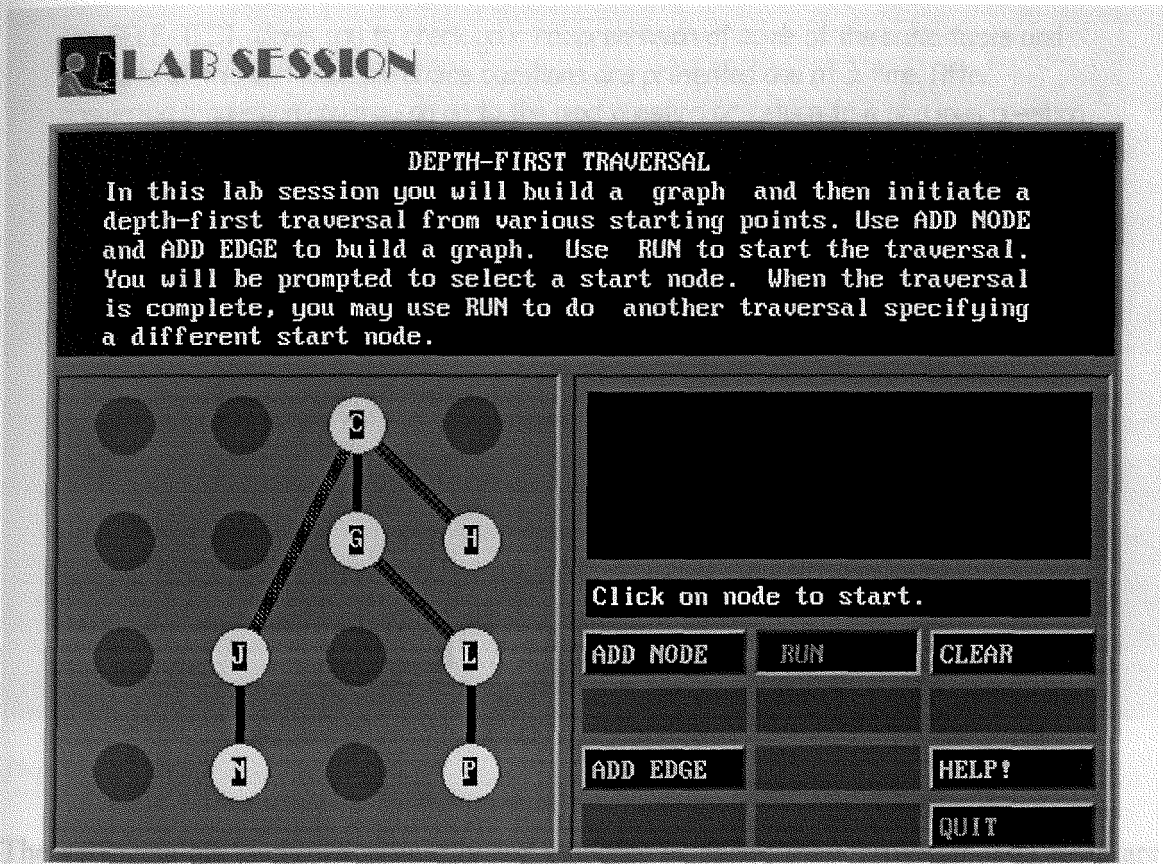 LAB SESSION
DEPTH-FIRST TRAVERSAL
In this lab session you will build a graph and then initiate a
depth-first traversal from various starting points. Use ADD NODE
and ADD EDGE to build a graph. Use RUN to start the traversal.
You will be prompted to select a start node. When the traversal
is complete, you may use RUN to do another traversal specifying
a different start node.
C
G
H
J
L
N
P
Click on node to start.
ADD NODE
RUN
CLEAR
ADD EDGE
HELP!
QUIT